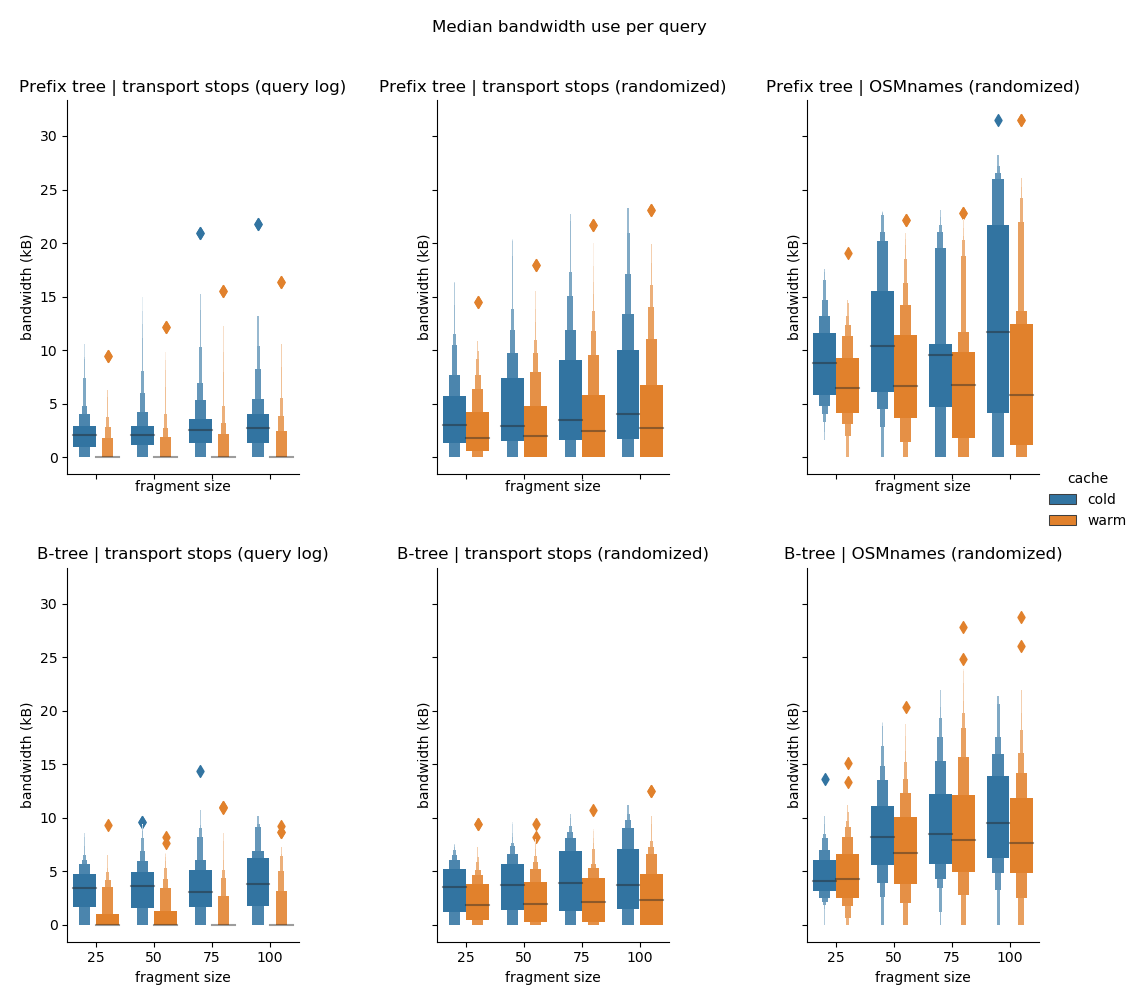 Median bandwidth use per query
Prefix tree | transport stops (query log)
Prefix tree | transport stops (randomized)
Prefix tree | OSMnames (randomized)
30
25
20
15
10
5
0
bandwidth (kB)
bandwidth (kB)
bandwidth (kB)
fragment size
fragment size
fragment size
cache
cold
warm
B-tree | transport stops (query log)
B-tree | transport stops (randomized)
B-tree | OSMnames (randomized)
30
25
20
15
10
5
0
bandwidth (kB)
bandwidth (kB)
bandwidth (kB)
25 50 75 100
25 50 75 100
25 50 75 100
fragment size
fragment size
fragment size